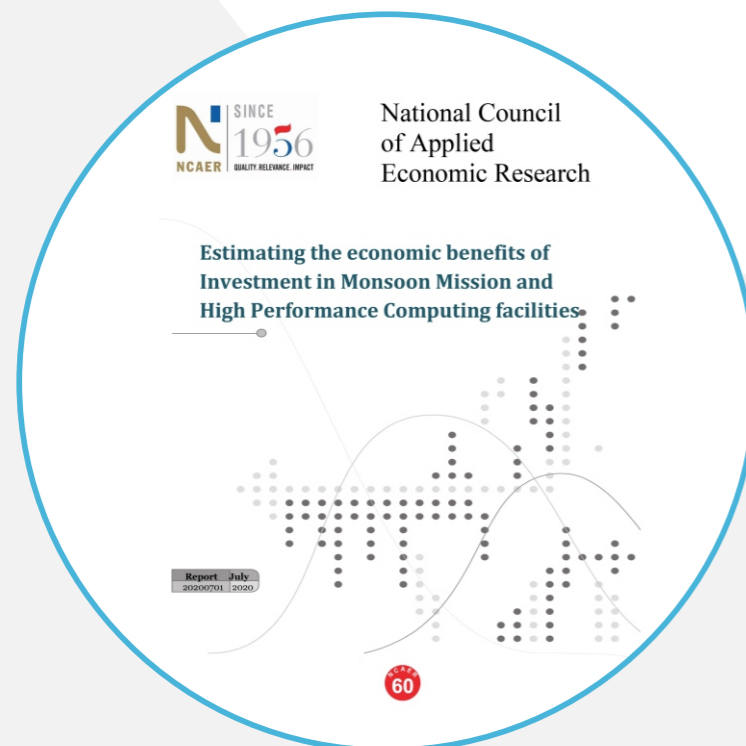 NCAER
SINCE
1956
QUALITY. RELEVANCE. IMPACT
National Council
of Applied
Economic Research
Estimating the economic benefits of
Investment in Monsoon Mission and
High Performance Computing facilities
Report July
20200701 2020
NCAER
60